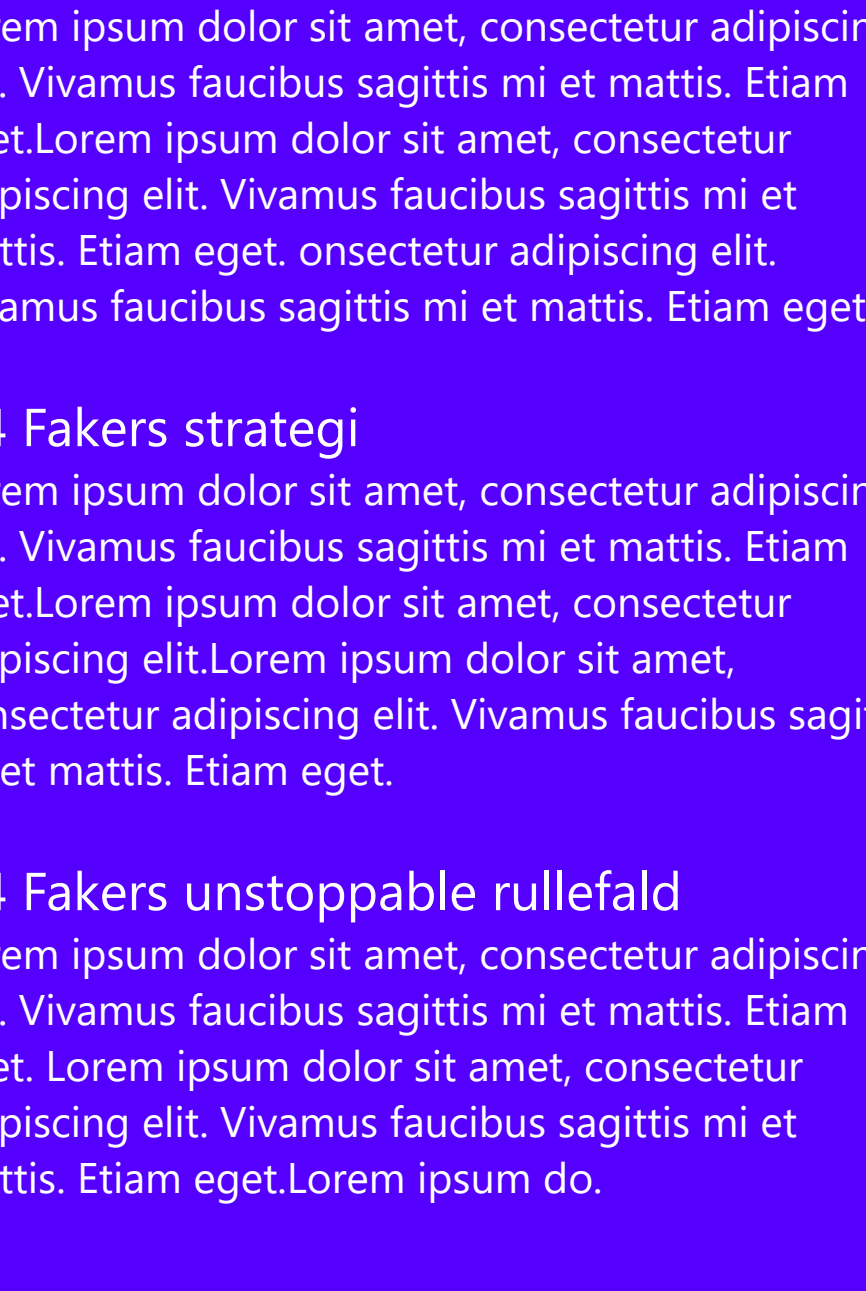 rem ipsum dolor sit amet, consectetur adipiscin
. Vivamus faucibus sagittis mi et mattis. Etiam
et.Lorem ipsum dolor sit amet, consectetur
piscing elit. Vivamus faucibus sagittis mi et
ttis. Etiam eget. onsectetur adipiscing elit.
amus faucibus sagittis mi et mattis. Etiam eget
4 Fakers strategi
rem ipsum dolor sit amet, consectetur adipiscin
. Vivamus faucibus sagittis mi et mattis. Etiam
et.Lorem ipsum dolor sit amet, consectetur
piscing elit.Lorem ipsum dolor sit amet,
nsectetur adipiscing elit. Vivamus faucibus sagi
et mattis. Etiam eget.
4 Fakers unstoppable rullefald
rem ipsum dolor sit amet, consectetur adipiscin
. Vivamus faucibus sagittis mi et mattis. Etiam
et. Lorem ipsum dolor sit amet, consectetur
piscing elit. Vivamus faucibus sagittis mi et
ttis. Etiam eget.Lorem ipsum do.